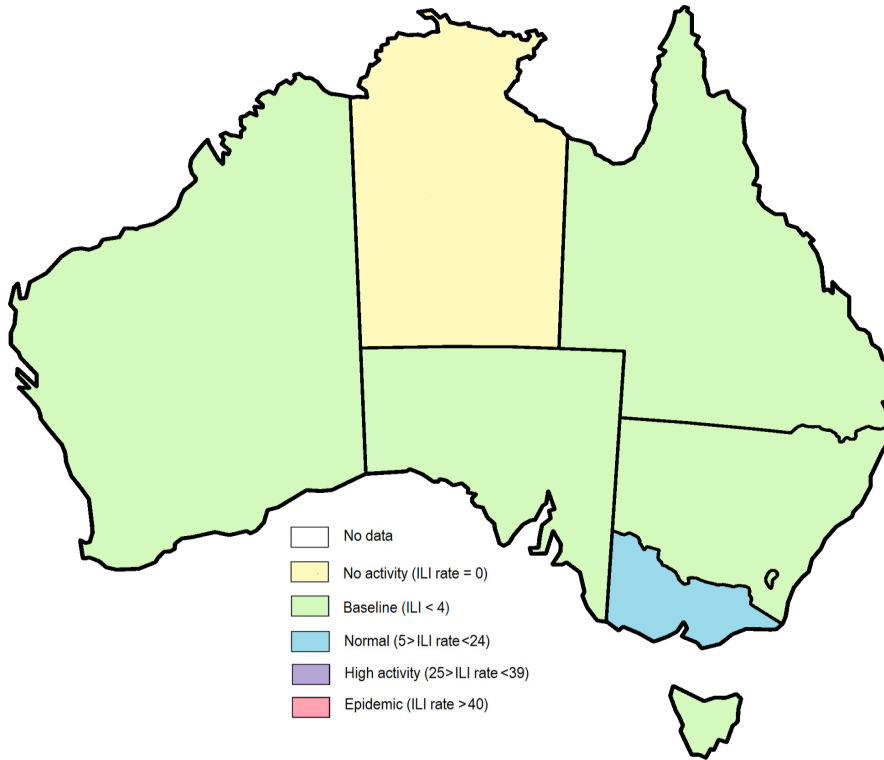 No data
No activity (ILI rate = 0)
Baseline (ILI < 4)
Normal (5> ILI rate <24)
High activity (25> ILI rate <39)
Epidemic (ILI rate >40)